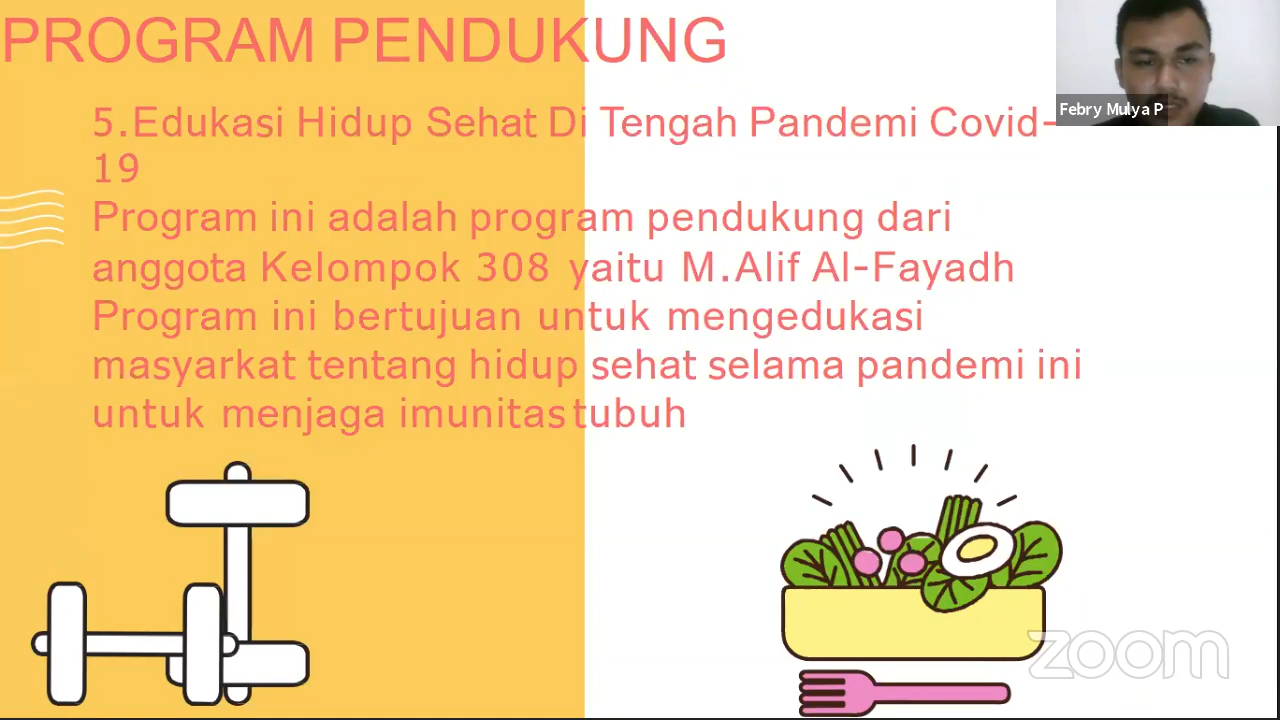 PROGRAM PENDUKUNG
Febry Mulya P
5.Edukasi Hidup Sehat Di Tengah Pandemi Covid-
19
Program ini adalah program pendukung dari
anggota Kelompok 308 yaitu M.Alif Al-Fayadh
Program ini bertujuan untuk mengedukasi
masyarkat tentang hidup sehat selama pandemi ini
untuk menjaga imunitas tubuh
zoom